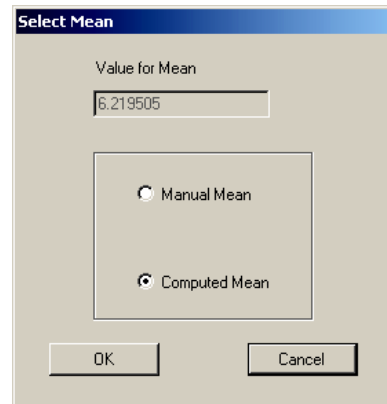 Select Mean
Value for Mean
6.219505
Manual Mean
Computed Mean
OK
Cancel